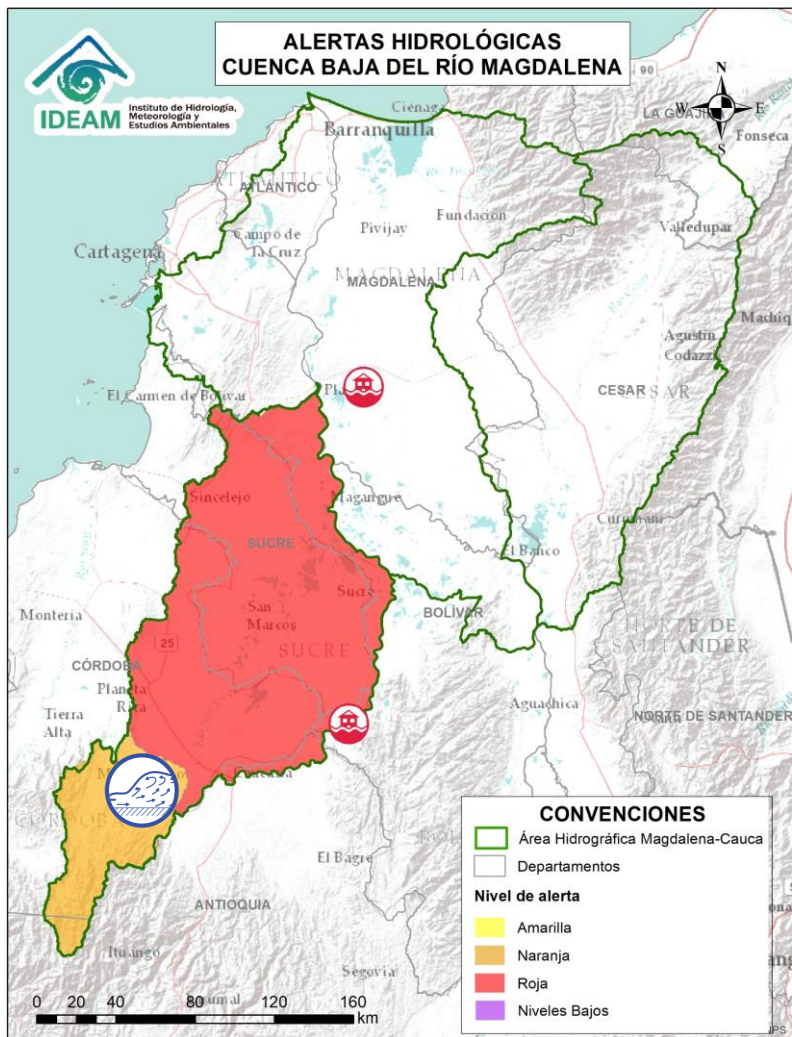 ALERTAS HIDROLÓGICAS
CUENCA BAJA DEL RÍO MAGDALENA
IDEAM
Instituto de Hidrología,
Meteorología y
Estudios Ambientales
N
W E
S
90
Ciénaga
LA GUAJIRA
Fonseca
Barranquilla
ATLÁNTICO
ATLÁNTICO
Fundación
Pivijay
Campo de
la Cruz
Valledupar
Cartagena
MAGDALENA
MAGDALENA
Agustín
Codazzi
CESAR
CESAR
El Carmen de Bolívar
Sincelejo
Magangué
Curumaní
SUCRE
El Banco
Sucre
San
Marcos
BOLÍVAR
Montería
25
SUCRE
NORTE DE
SANTANDER
CÓRDOBA
Planeta
Rica
Aguachica
NORTE DE SANTANDER
Tierra
Alta
El Bagre
ANTIOQUIA
Ituango
Segovia
0 20 40 80 120 160
km
CONVENCIONES
Área Hidrográfica Magdalena-Cauca
Departamentos
Nivel de alerta
Amarilla
Naranja
Roja
Niveles Bajos